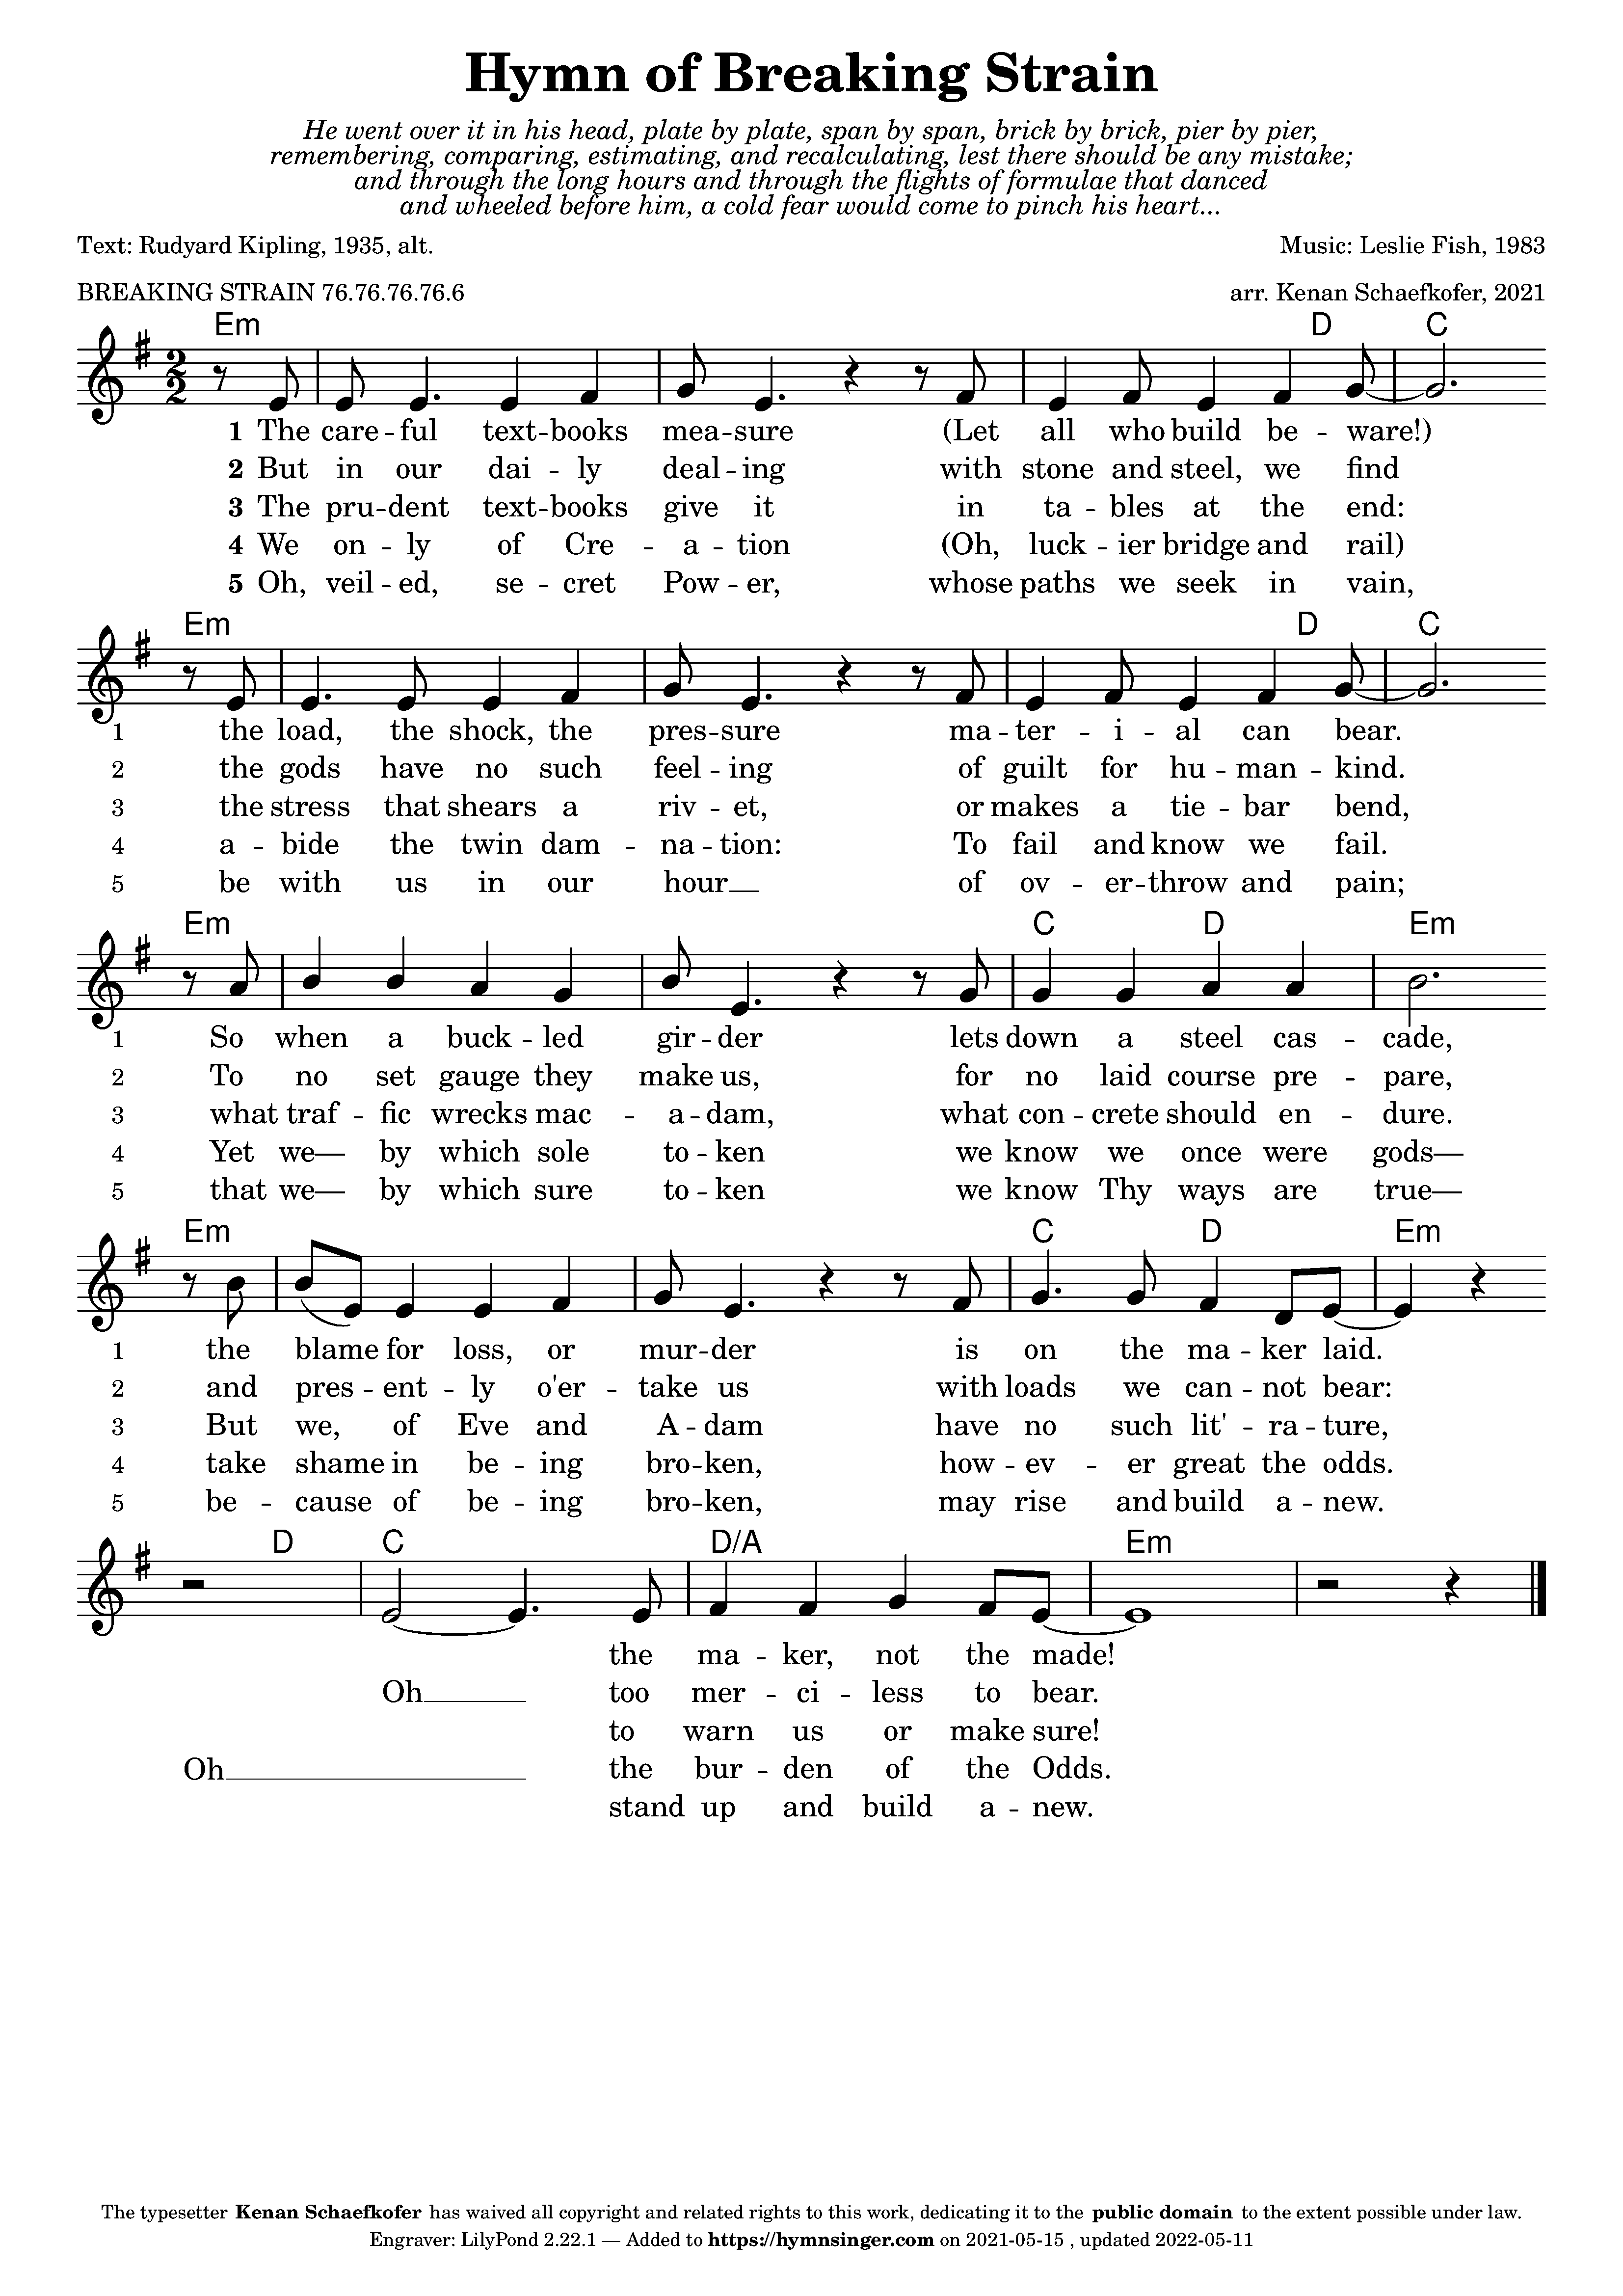 Hymn of Breaking Strain
He went over it in his head, plate by plate, span by span, brick by brick, pier by pier,
remembering, comparing, estimating, and recalculating, lest there should be any mistake;
and through the long hours and through the flights of formulae that danced
and wheeled before him, a cold fear would come to pinch his heart...
Text: Rudyard Kipling, 1935, alt. Music: Leslie Fish, 1983
BREAKING STRAIN 76.76.76.76.6 arr. Kenan Schaefkofer, 2021
Em D C
2
2
1 The care -- ful text -- books mea -- sure (Let all who build be -- ware!)
2 But in our dai -- ly deal -- ing with stone and steel, we find
3 The pru -- dent text -- books give it in ta -- bles at the end:
4 We on -- ly of Cre -- a -- tion (Oh, luck -- ier bridge and rail)
5 Oh, veil -- ed, se -- cret Pow -- er, whose paths we seek in vain,
Em D C
1 the load, the shock, the pres -- sure ma -- ter -- i -- al can bear.
2 the gods have no such feel -- ing of guilt for hu -- man -- kind.
3 the stress that shears a riv -- et, or makes a tie -- bar bend,
4 a -- bide the twin dam -- na -- tion: To fail and know we fail.
5 be with us in our hour __ of ov -- er -- throw and pain;
Em C D Em
1 So when a buck -- led gir -- der lets down a steel cas -- cade,
2 To no set gauge they make us, for no laid course pre -- pare,
3 what traf -- fic wrecks mac -- a -- dam, what con -- crete should en -- dure.
4 Yet we— by which sole to -- ken we know we once were gods—
5 that we— by which sure to -- ken we know Thy ways are true—
Em C D Em
1 the blame for loss, or mur -- der is on the ma -- ker laid.
2 and pres -- ent -- ly o'er -- take us with loads we can -- not bear:
3 But we, of Eve and A -- dam have no such lit' -- ra -- ture,
4 take shame in be -- ing bro -- ken, how -- ev -- er great the odds.
5 be -- cause of be -- ing bro -- ken, may rise and build a -- new.
D C D/A Em
the ma -- ker, not the made!
Oh ____ too mer -- ci -- less to bear.
to warn us or make sure!
Oh ____ the bur -- den of the Odds.
stand up and build a -- new.
The typesetter Kenan Schaefkofer has waived all copyright and related rights to this work, dedicating it to the public domain to the extent possible under law.
Engraver: LilyPond 2.22.1 — Added to https://hymnsinger.com on 2021-05-15 , updated 2022-05-11